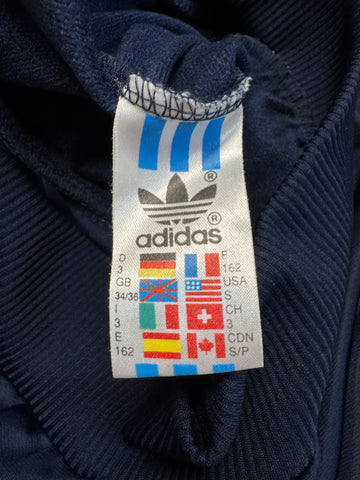 ®
adidas®
D F
3 162
GB USA
34/36 S
I CH
3 3
E CDN
162 S/P